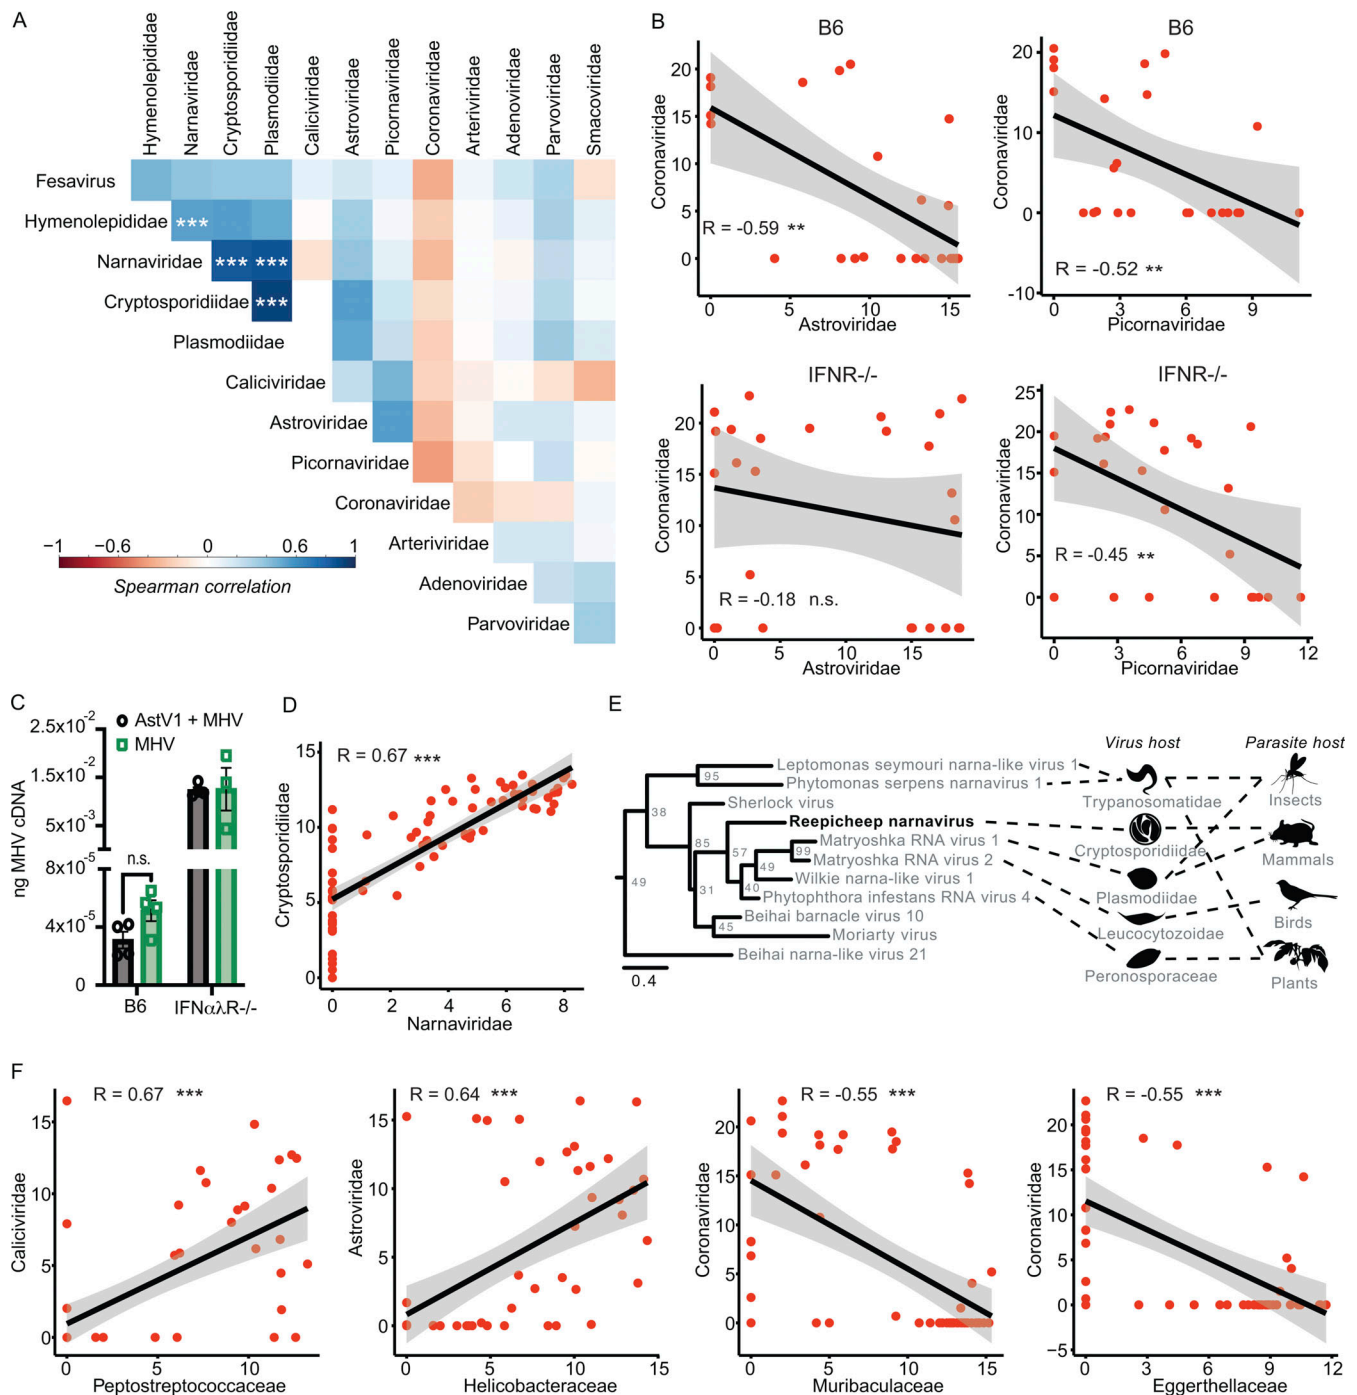 A
Hymenolepididae
Narnaviridae
Cryptosporidiidae
Plasmodiidae
Caliciviridae
Astroviridae
Picornaviridae
Coronaviridae
Arteriviridae
Adenoviridae
Parvoviridae
Smacoviridae
Fesavirus
Hymenolepididae
***
Narnaviridae
*** ***
Cryptosporidiidae
***
Plasmodiidae
Caliciviridae
Astroviridae
Picornaviridae
Coronaviridae
Arteriviridae
Adenoviridae
Parvoviridae
−1 −0.6 0 0.6 1
Spearman correlation
B
B6
Coronaviridae
20
15
10
5
0
R = -0.59 **
0 5 10 15
Astroviridae
B6
Coronaviridae
20
10
0
-10
R = -0.52 **
0 3 6 9
Picornaviridae
IFNR-/-
Coronaviridae
20
15
10
5
0
R = -0.18 n.s.
0 5 10 15
Astroviridae
IFNR-/-
Coronaviridae
25
20
15
10
5
0
R = -0.45 **
0 3 6 9 12
Picornaviridae
C
AstV1 + MHV
MHV
ng MHV cDNA
2.5x10-2
1.5x10-2
5x10-3
8x10-5
4x10-5
0
n.s.
B6 IFNαλR-/-
D
R = 0.67 ***
Cryptosporidiidae
15
10
5
0
0 2 4 6 8
Narnaviridae
E
Virus host Parasite host
Leptomonas seymouri narna-like virus 1
Phytomonas serpens narnavirus 1
Sherlock virus
Reepicheep narnavirus
Matryoshka RNA virus 1
Matryoshka RNA virus 2
Wilkie narna-like virus 1
Phytophthora infestans RNA virus 4
Beihai barnacle virus 10
Moriarty virus
Beihai narna-like virus 21
95
38
85
57
99
49
49
40
31
45
0.4
Trypanosomatidae
Cryptosporidiidae
Plasmodiidae
Leucocytozoidae
Peronosporaceae
Insects
Mammals
Birds
Plants
F
R = 0.67 ***
Caliciviridae
15
10
5
0
0 5 10
Peptostreptococcaceae
R = 0.64 ***
Astroviridae
15
10
5
0
0 5 10 15
Helicobacteraceae
R = -0.55 ***
Coronaviridae
20
15
10
5
0
0 5 10 15
Muribaculaceae
R = -0.55 ***
Coronaviridae
20
15
10
5
0
−5
0 3 6 9 12
Eggerthellaceae